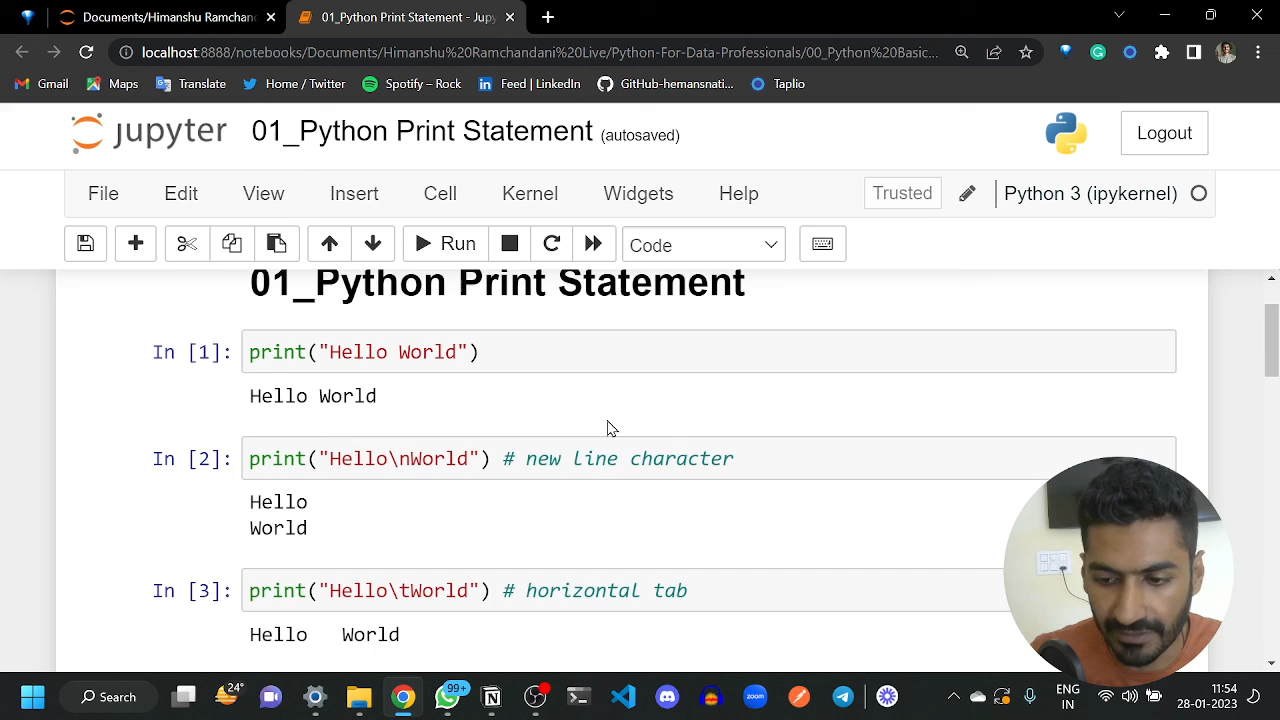 Documents/Himanshu Ramchand
01_Python Print Statement - Jupy
localhost:8888/notebooks/Documents/Himanshu%20Ramchandani%20Live/Python-For-Data-Professionals/00_Python%20Basic...
Gmail
Maps
Translate
Home / Twitter
Spotify – Rock
Feed | LinkedIn
GitHub-hemansnat...
Taplio
jupyter
01_Python Print Statement (autosaved)
Logout
File
Edit
View
Insert
Cell
Kernel
Widgets
Help
Trusted
Python 3 (ipykernel)
Run
Code
01_Python Print Statement
In [1]: print("Hello World")
Hello World
In [2]: print("Hello\nWorld") # new line character
Hello
World
In [3]: print("Hello\tWorld") # horizontal tab
Hello   World
Search
24°
99+
zoom
ENG
IN
11:54
28-01-2023